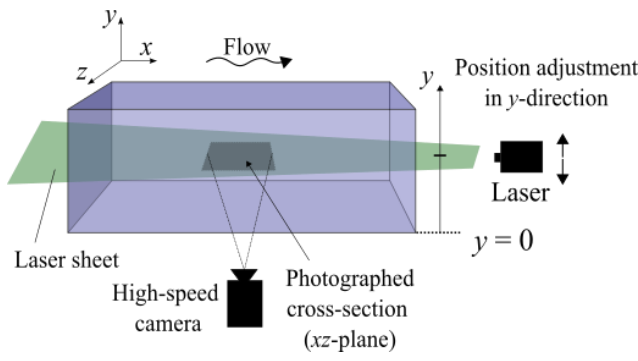 y
x
z
Flow
y
Position adjustment
in y-direction
Laser
y = 0
Laser sheet
High-speed
camera
Photographed
cross-section
(xz-plane)